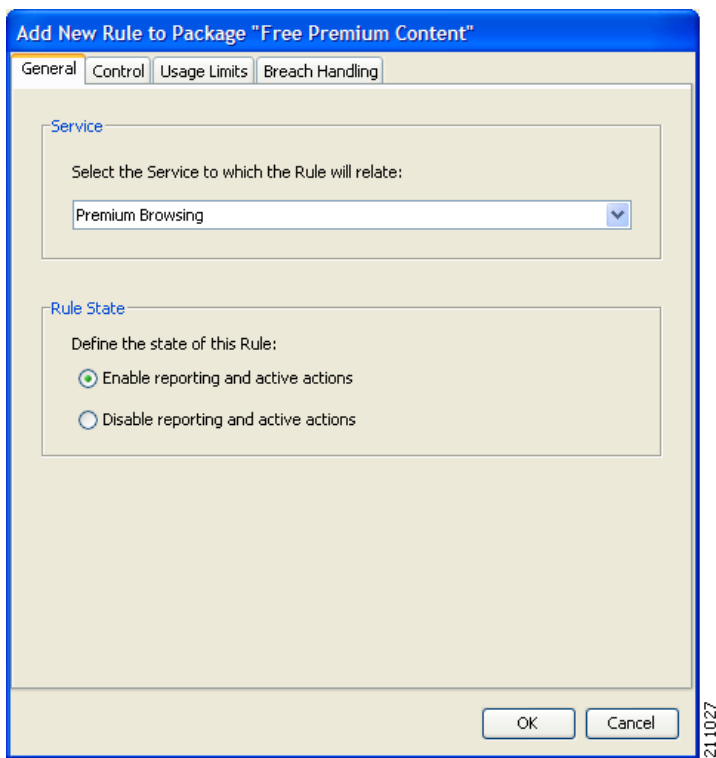 Add New Rule to Package "Free Premium Content"
General Control Usage Limits Breach Handling
Service
Select the Service to which the Rule will relate:
Premium Browsing
Rule State
Define the state of this Rule:
Enable reporting and active actions
Disable reporting and active actions
OK Cancel
211027